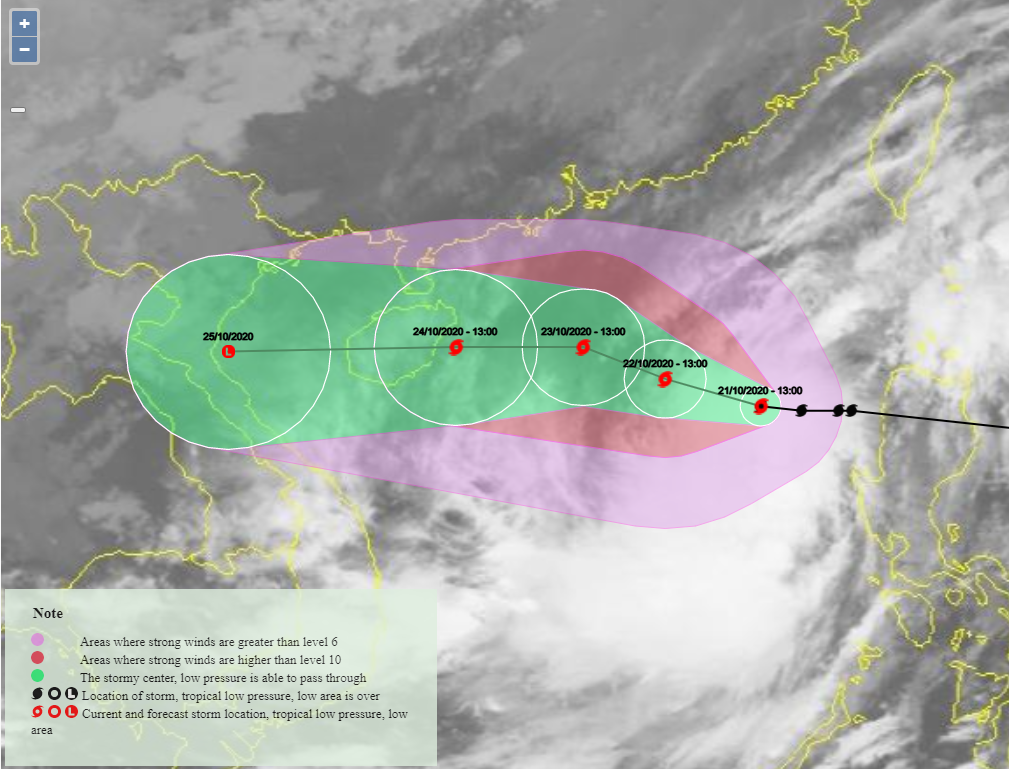 +
−
25/10/2020
24/10/2020 - 13:00
23/10/2020 - 13:00
22/10/2020 - 13:00
21/10/2020 - 13:00
Note
Areas where strong winds are greater than level 6
Areas where strong winds are higher than level 10
The stormy center, low pressure is able to pass through
L Location of storm, tropical low pressure, low area is over
L Current and forecast storm location, tropical low pressure, low
area